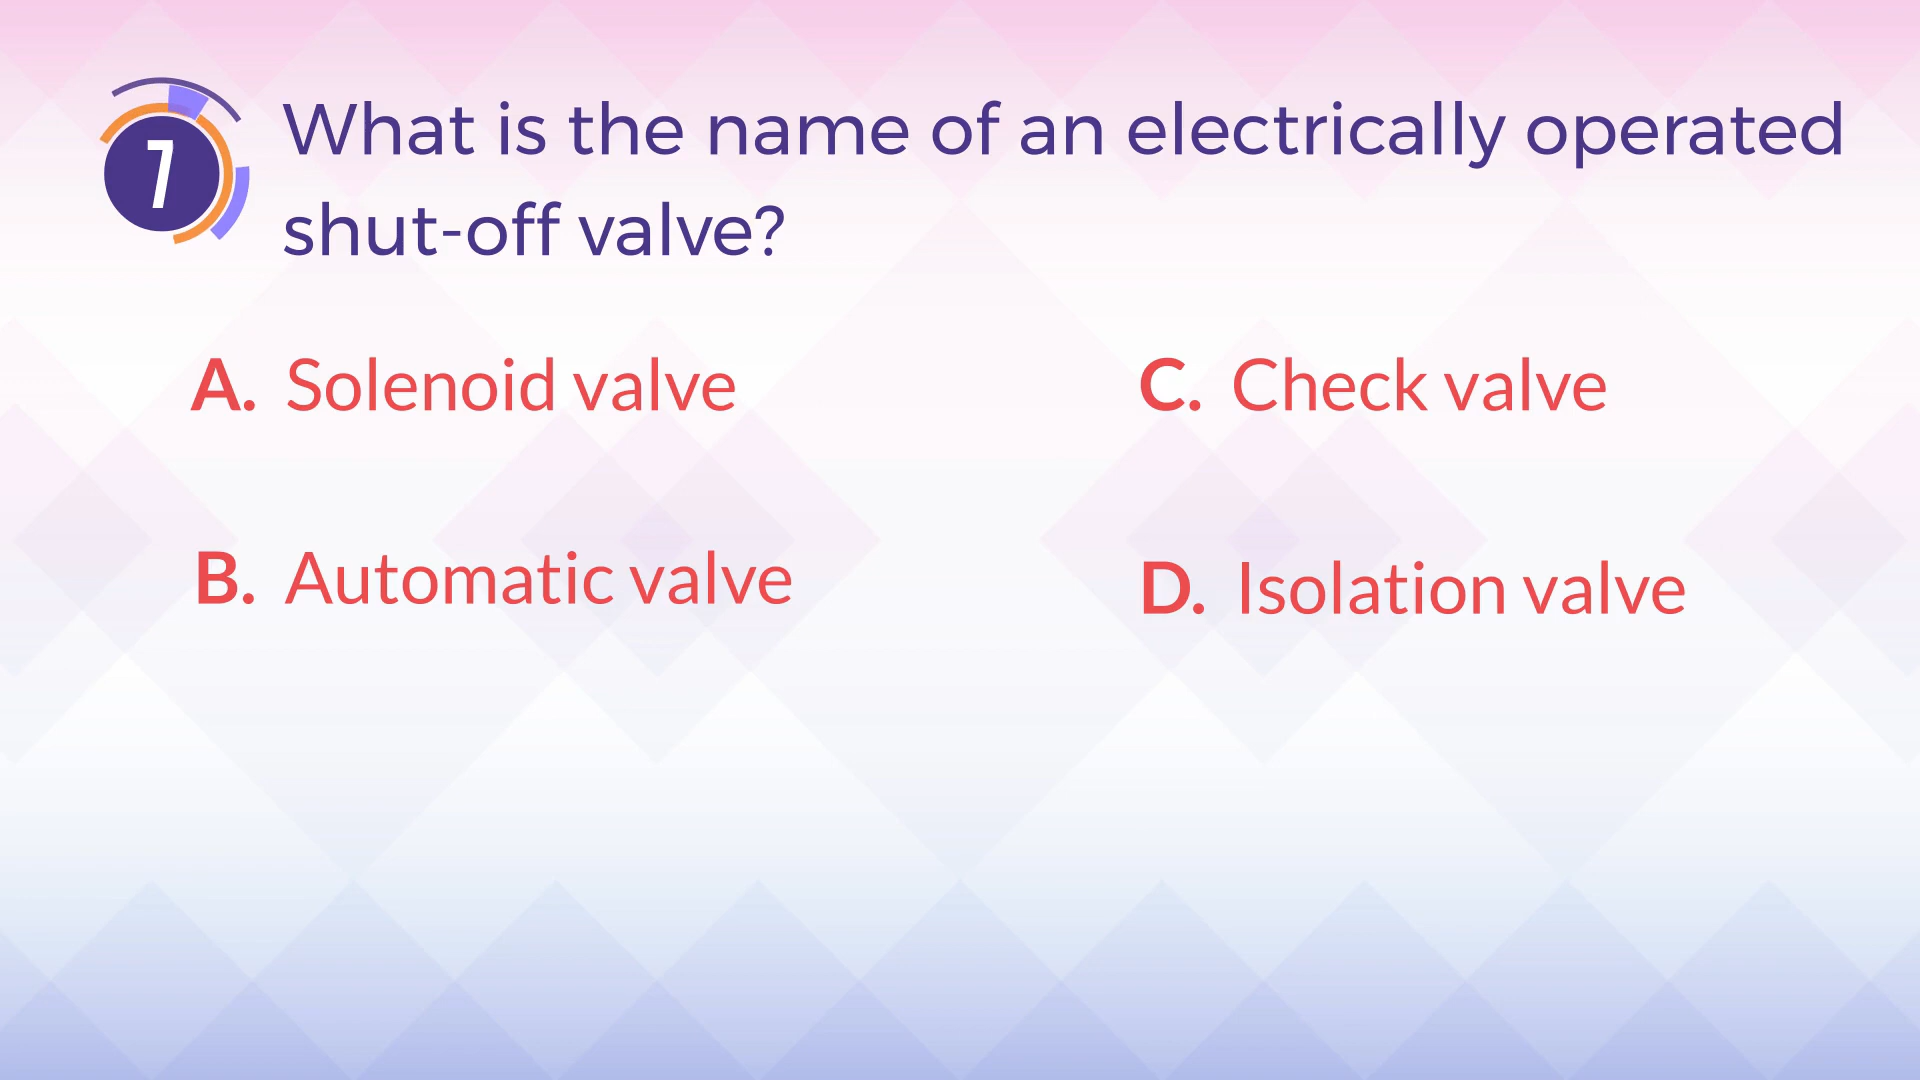 7
What is the name of an electrically operated
shut-off valve?
A. Solenoid valve
B. Automatic valve
C. Check valve
D. Isolation valve